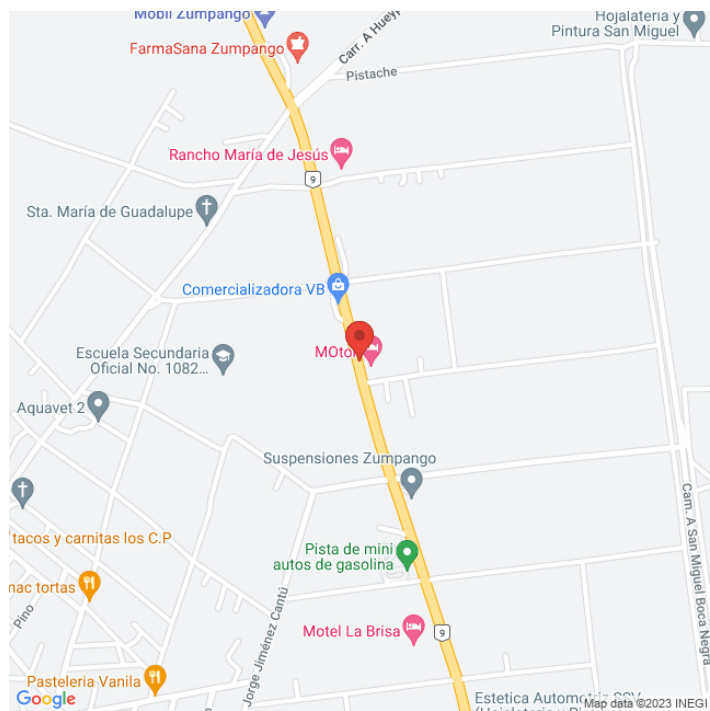 Mobil Zumpango
Hojalateria y
Pintura San Miguel
FarmaSana Zumpango
Carr. A Hueyp
Pistache
Rancho María de Jesús
9
Sta. María de Guadalupe
Comercializadora VB
Escuela Secundaria
Oficial No. 1082...
MOtol
Aquavet 2
Suspensiones Zumpango
Cam. A San Miguel Boca Negra
tacos y carnitas los C.P
Pista de mini
autos de gasolina
mac tortas
Pino
Jorge Jiménez Cantú
Motel La Brisa
9
Pasteleria Vanila
Google
Estetica Automotriz
Map data ©2023 INEGI